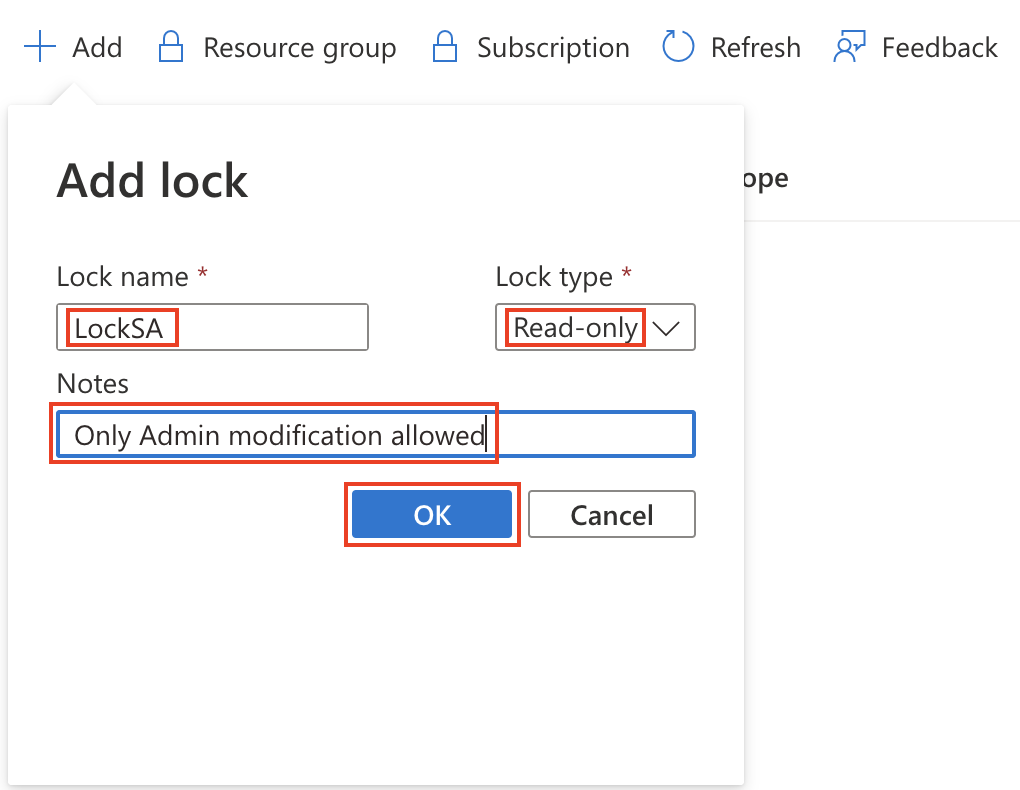 Add Resource group Subscription Refresh Feedback
Add lock
ope
Lock name * Lock type *
LockSA Read-only
Notes
Only Admin modification allowed
OK Cancel